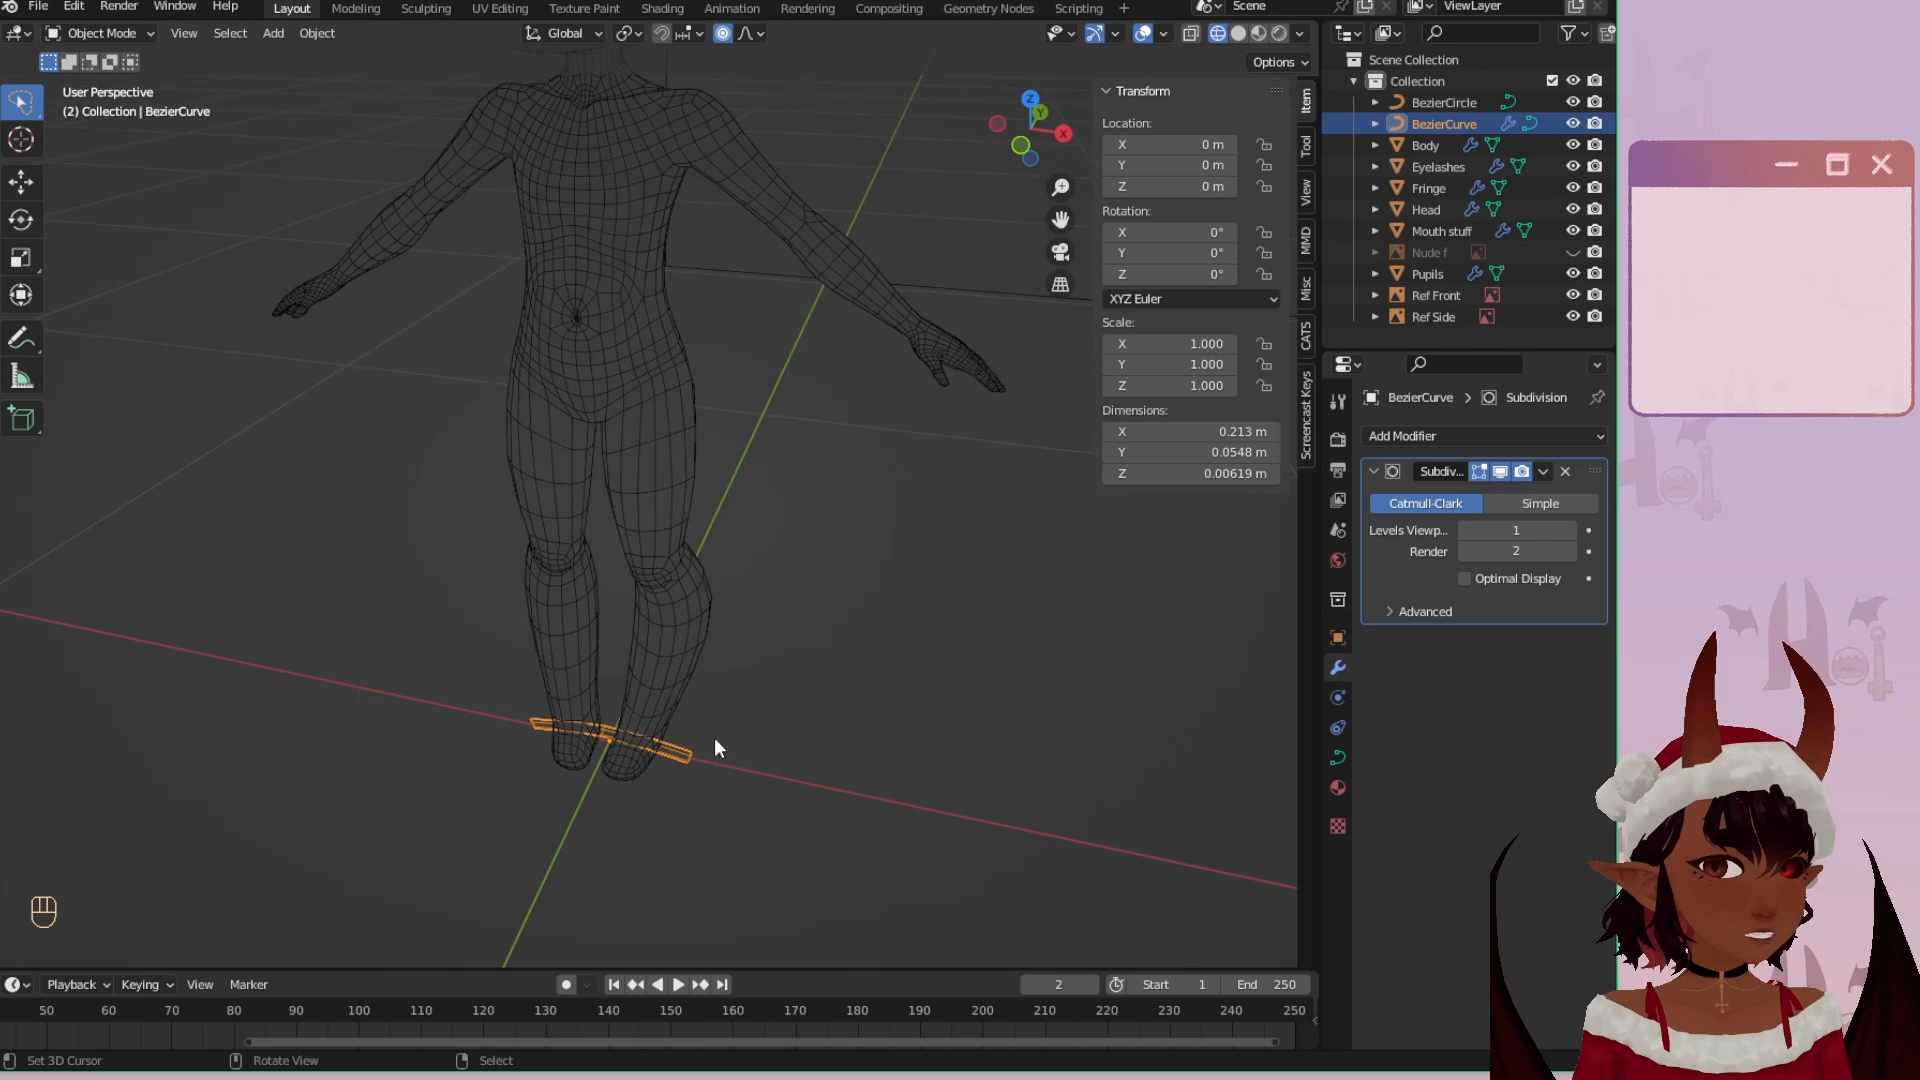 File Edit Render Window Help Layout Modeling Sculpting UV Editing Texture Paint Shading Animation Rendering Compositing Geometry Nodes Scripting + Scene ViewLayer
Object Mode View Select Add Object Global
Options
User Perspective
(2) Collection | BezierCurve
Z
Y
X
Transform
Location:
X 0 m
Y 0 m
Z 0 m
Rotation:
X 0°
Y 0°
Z 0°
XYZ Euler
Scale:
X 1.000
Y 1.000
Z 1.000
Dimensions:
X 0.213 m
Y 0.0548 m
Z 0.00619 m
Item
Tool
View
MMD
Misc
CATS
Screencast Keys
Scene Collection
Collection
BezierCircle
BezierCurve
Body
Eyelashes
Fringe
Head
Mouth stuff
Nude f
Pupils
Ref Front
Ref Side
BezierCurve > Subdivision
Add Modifier
Subdiv...
Catmull-Clark Simple
Levels Viewp... 1
Render 2
Optimal Display
Advanced
Playback Keying View Marker 2 Start 1 End 250
50 60 70 80 90 100 110 120 130 140 150 160 170 180 190 200 210 220 230 240 250
Set 3D Cursor Rotate View Select